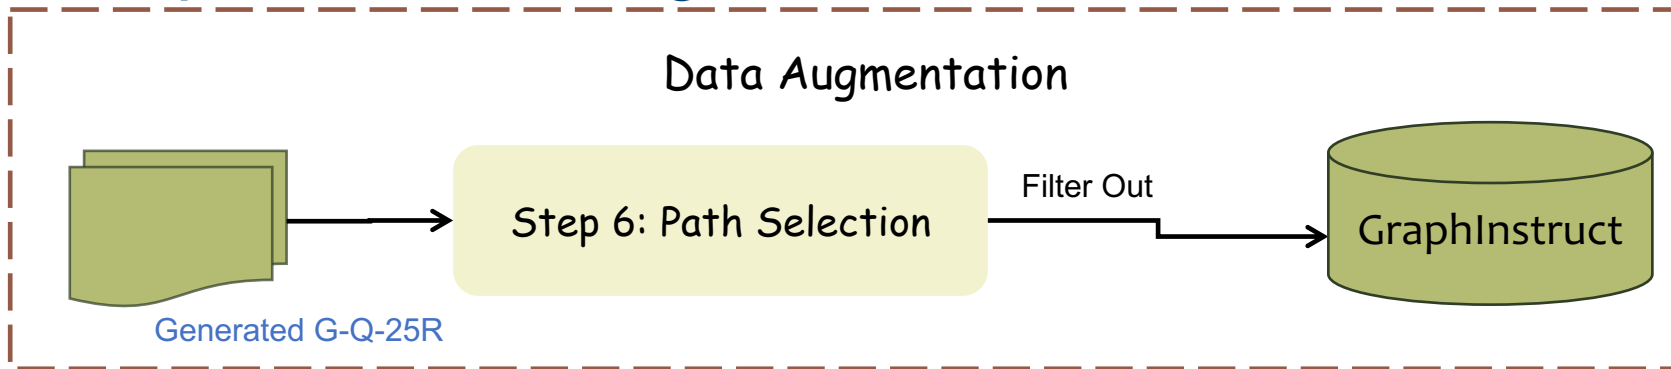 Data Augmentation
Step 6: Path Selection
Filter Out
GraphInstruct
Generated G-Q-25R